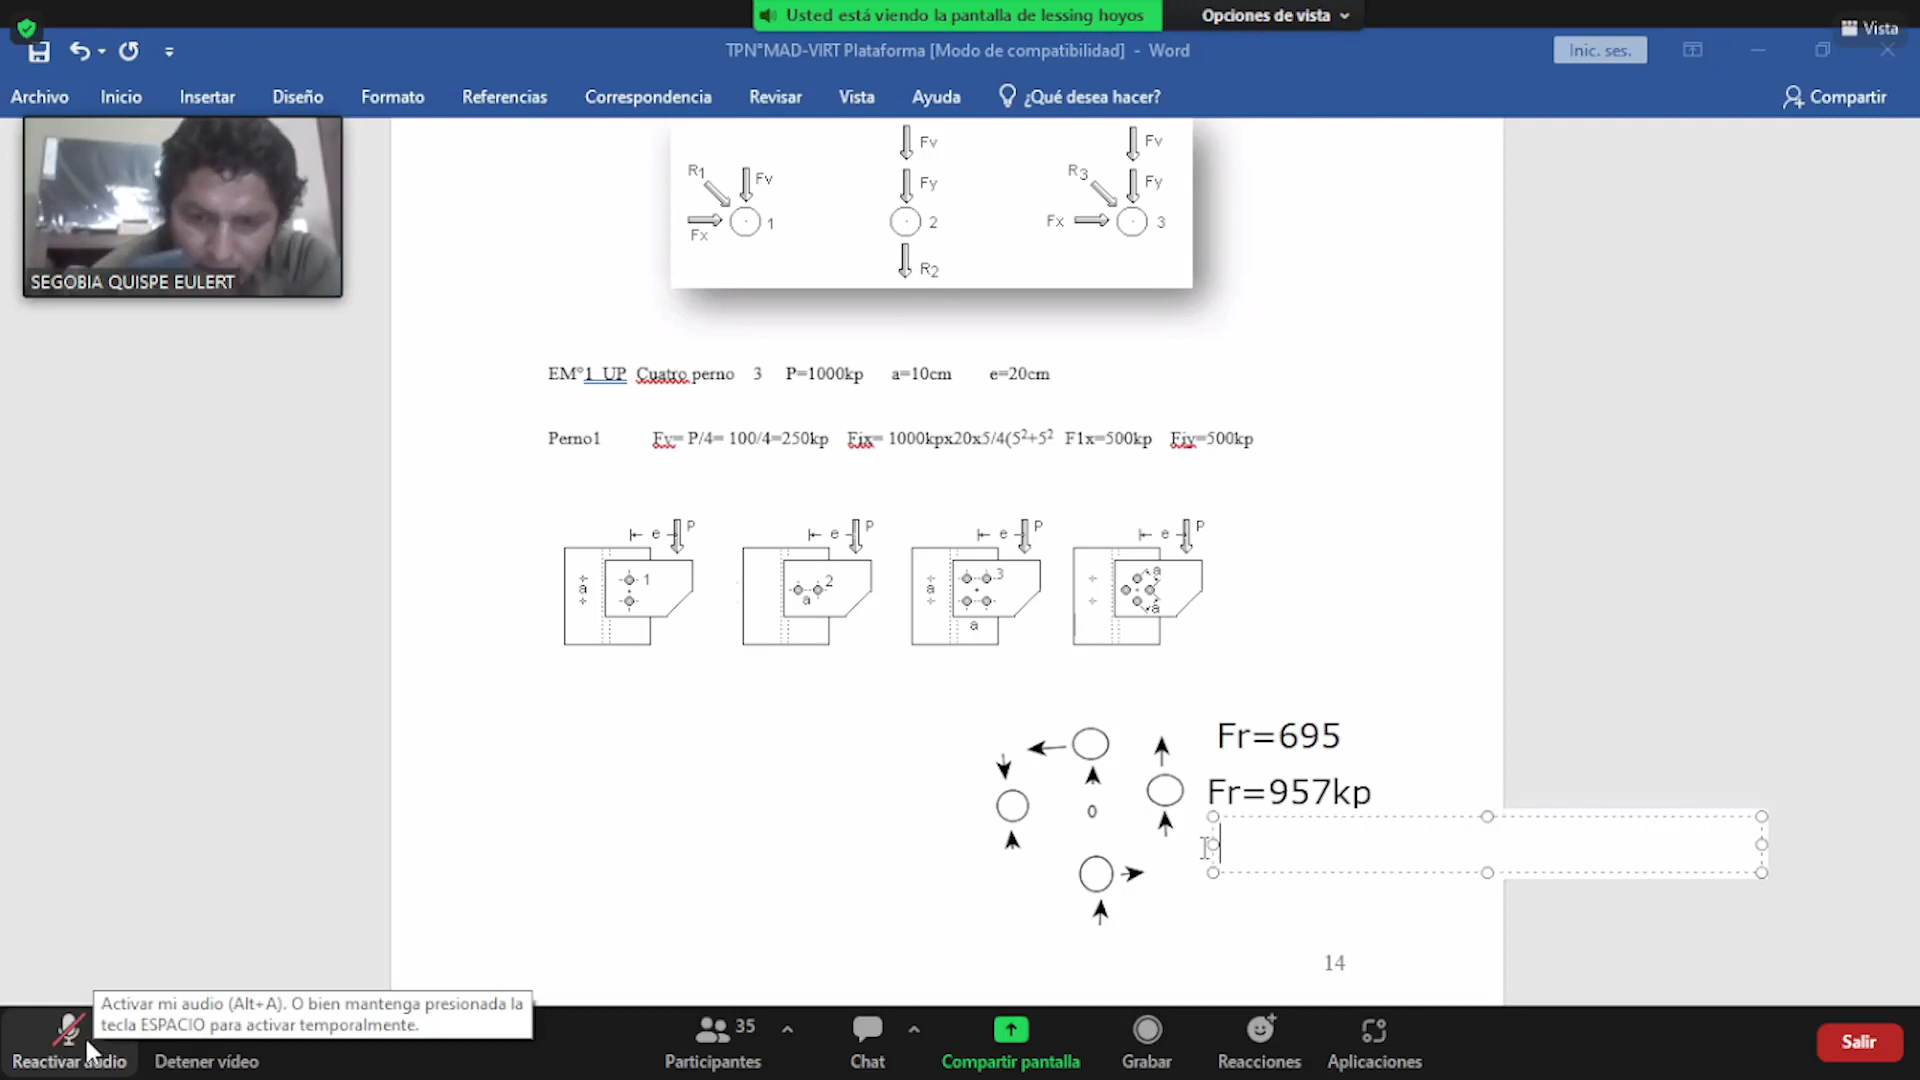 Usted está viendo la pantalla de lessing hoyos
Opciones de vista
Vista
TPN°MAD-VIRT Plataforma [Modo de compatibilidad] - Word
Inic. ses.
Archivo Inicio Insertar Diseño Formato Referencias Correspondencia Revisar Vista Ayuda ¿Qué desea hacer? Compartir
SEGOBIA QUISPE EULERT
R1 Fv
Fx 1
Fv
Fy
2
R2
Fv
R3 Fy
Fx 3
EM°1 UP Cuatro perno 3 P=1000kp a=10cm e=20cm
Perno1 Fv= P/4= 100/4=250kp Fix= 1000kpx20x5/4(5²+5² F1x=500kp Fiy=500kp
e P
a 1
e P
2
a
e P
a 3
a
e P
a
a
Fr=695
Fr=957kp
o
14
Activar mi audio (Alt+A). O bien mantenga presionada la
tecla ESPACIO para activar temporalmente.
Reactivar audio Detener vídeo
35
Participantes Chat Compartir pantalla Grabar Reacciones Aplicaciones
Salir